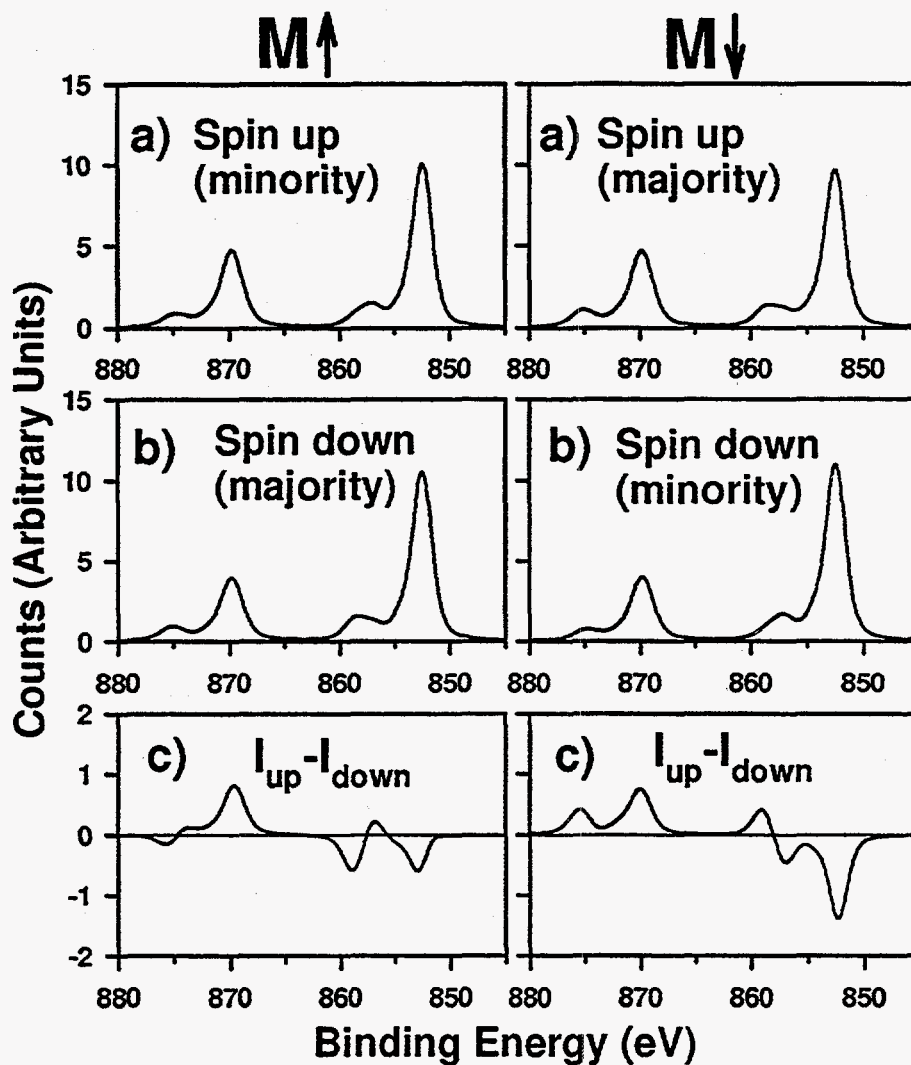 M↑ M↓
15
10
5
0
a) Spin up
(minority)
a) Spin up
(majority)
880 870 860 850
880 870 860 850
15
10
5
0
b) Spin down
(majority)
b) Spin down
(minority)
880 870 860 850
880 870 860 850
2
1
0
-1
-2
c) I_up-I_down
c) I_up-I_down
880 870 860 850
880 870 860 850
Counts (Arbitrary Units)
Binding Energy (eV)